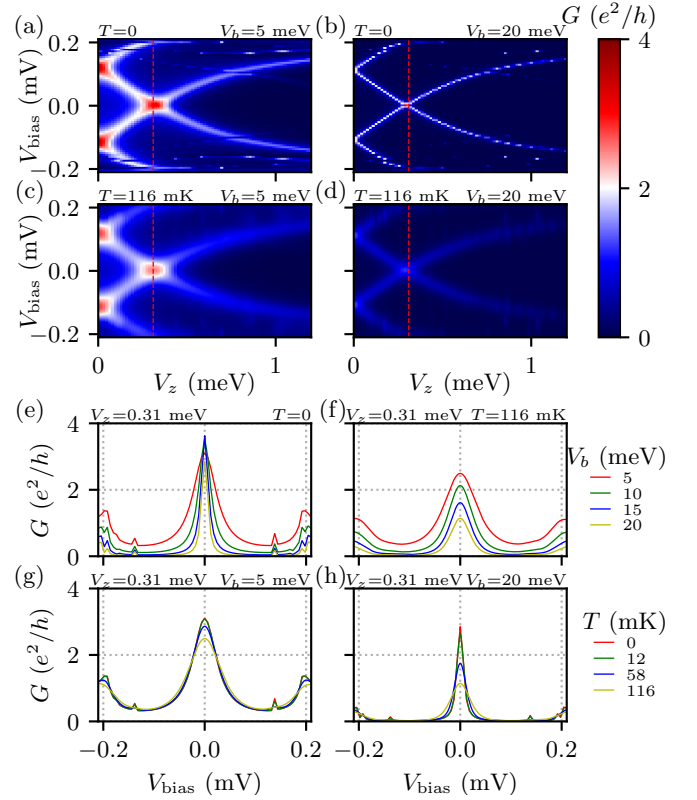 (a) T=0 V_b=5 meV (b) T=0 V_b=20 meV G (e²/h)
0.2 4
V_bias (mV) 0.0
−0.2 2
(c) T=116 mK V_b=5 meV (d) T=116 mK V_b=20 meV
0.2
V_bias (mV) 0.0
−0.2 0
0 1 0 1
V_z (meV) V_z (meV)
(e) V_z=0.31 meV T=0 (f) V_z=0.31 meV T=116 mK
G (e²/h) 4 2 0
V_b (meV)
5
10
15
20
(g) V_z=0.31 meV V_b=5 meV (h) V_z=0.31 meV V_b=20 meV
G (e²/h) 4 2 0
T (mK)
0
12
58
116
−0.2 0.0 0.2 −0.2 0.0 0.2
V_bias (mV) V_bias (mV)